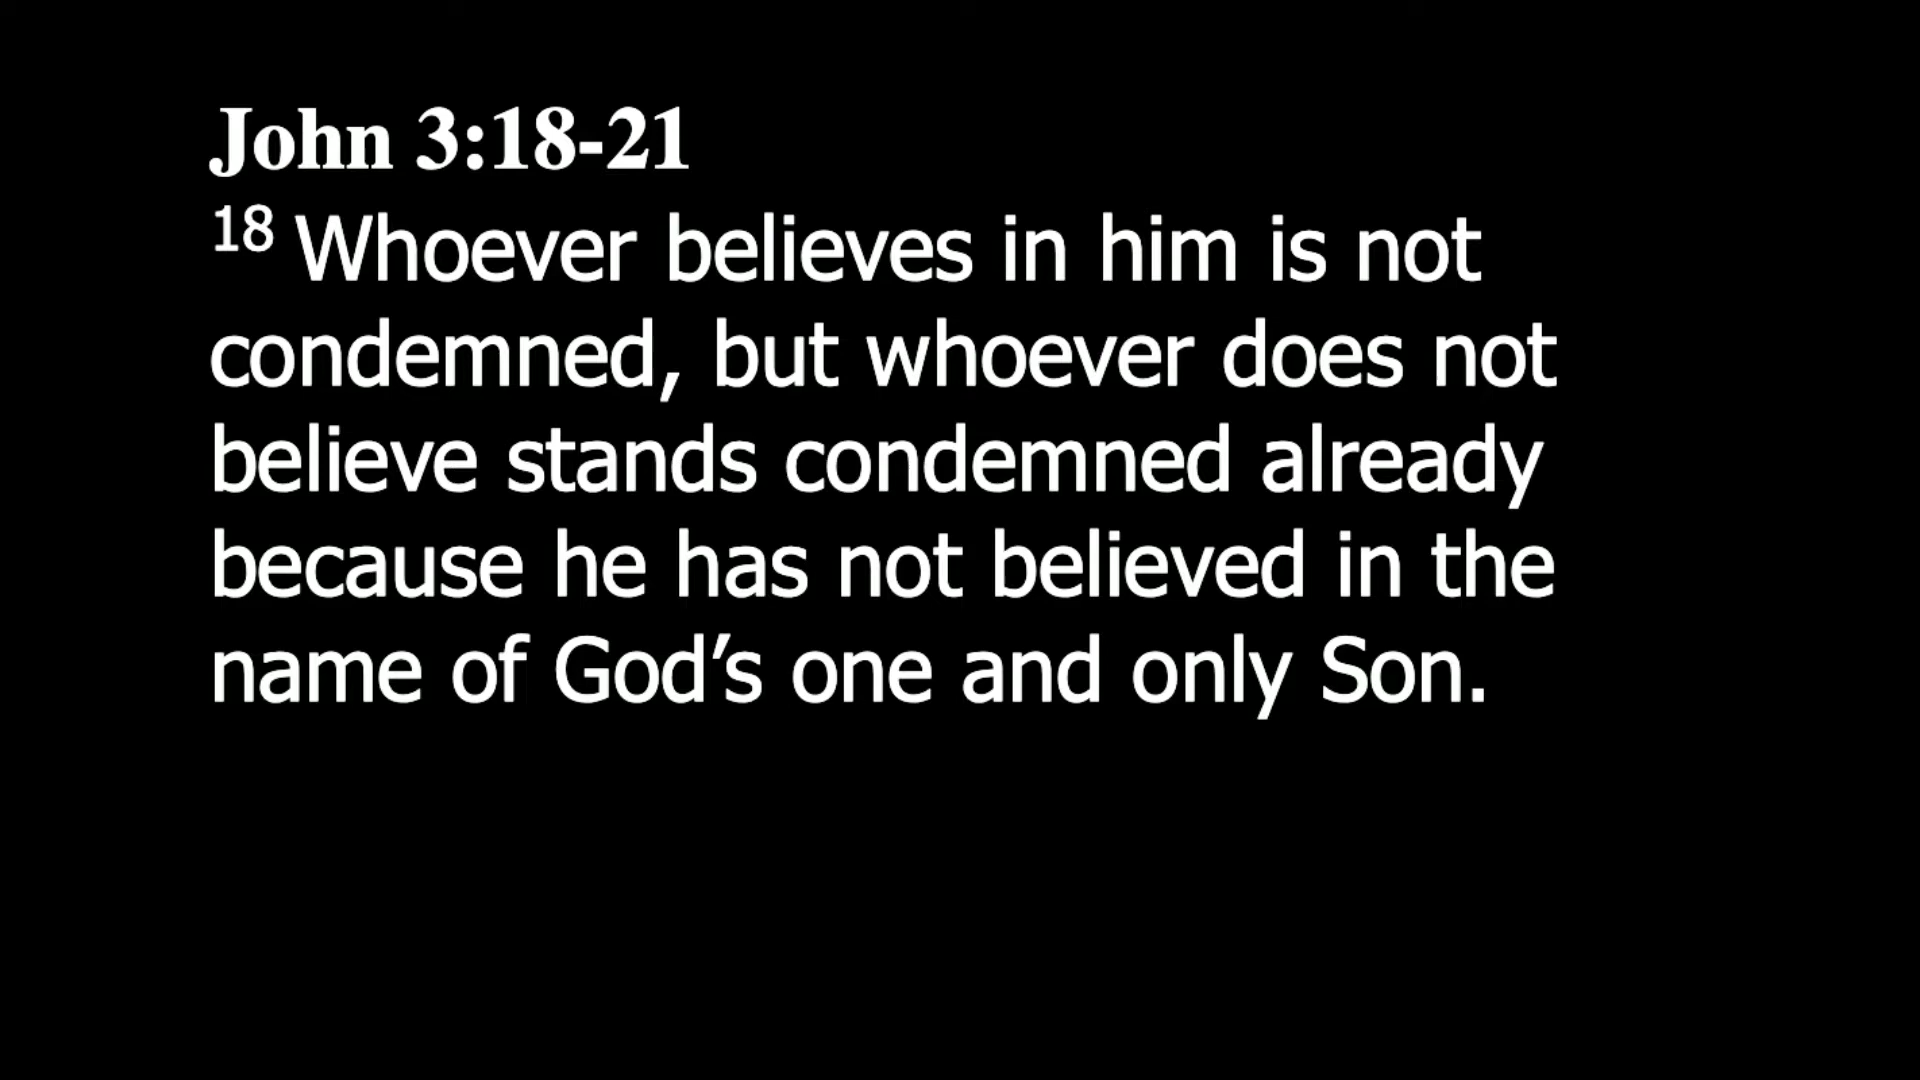 John 3:18-21
18 Whoever believes in him is not
condemned, but whoever does not
believe stands condemned already
because he has not believed in the
name of God’s one and only Son.